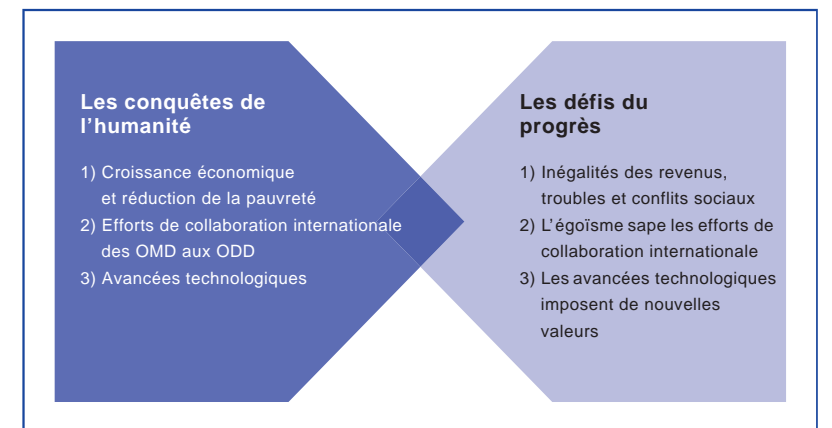 Les conquêtes de
l'humanité
1) Croissance économique
et réduction de la pauvreté
2) Efforts de collaboration internationale
des OMD aux ODD
3) Avancées technologiques
Les défis du
progrès
1) Inégalités des revenus,
troubles et conflits sociaux
2) L'égoïsme sape les efforts de
collaboration internationale
3) Les avancées technologiques
imposent de nouvelles
valeurs